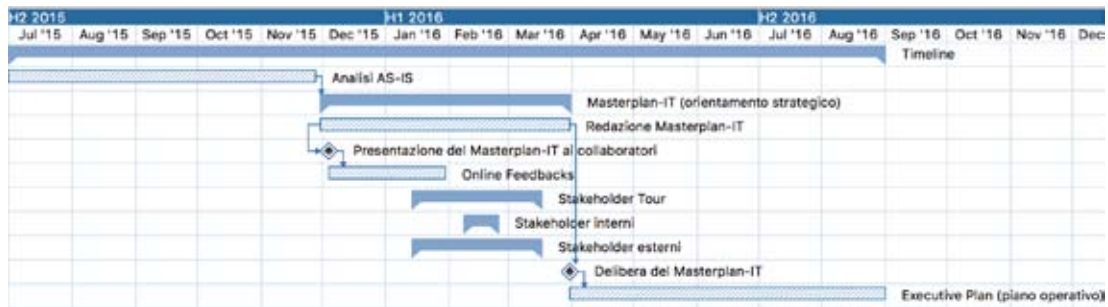 H2 2015 H1 2016 H2 2016
Jul '15 Aug '15 Sep '15 Oct '15 Nov '15 Dec '15 Jan '16 Feb '16 Mar '16 Apr '16 May '16 Jun '16 Jul '16 Aug '16 Sep '16 Oct '16 Nov '16 Dec
Timeline
Analisi AS-IS
Masterplan-IT (orientamento strategico)
Redazione Masterplan-IT
Presentazione del Masterplan-IT ai collaboratori
Online Feedbacks
Stakeholder Tour
Stakeholder interni
Stakeholder esterni
Delibera del Masterplan-IT
Executive Plan (piano operativo)